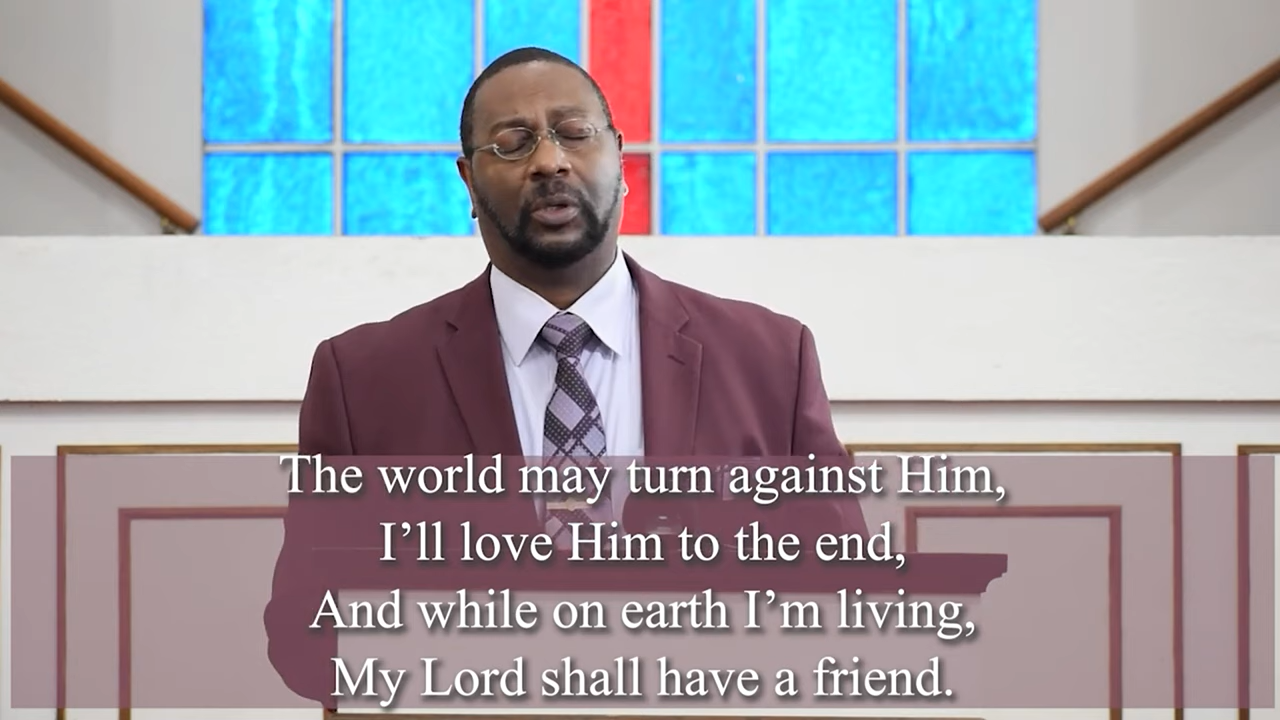 The world may turn against Him,
I’ll love Him to the end,
And while on earth I’m living,
My Lord shall have a friend.